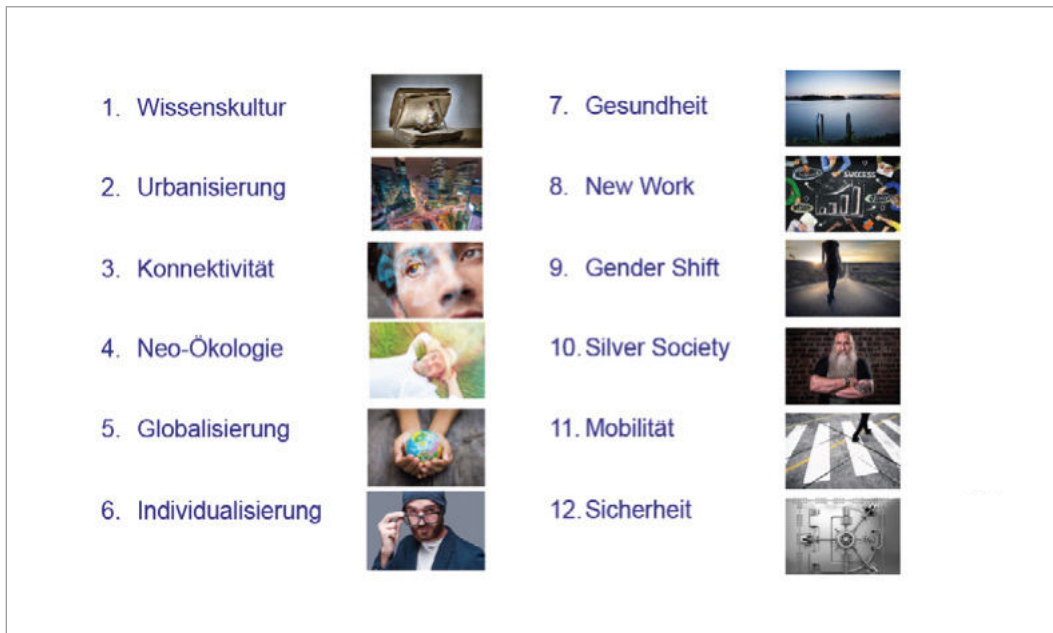 1. Wissenskultur
2. Urbanisierung
3. Konnektivität
4. Neo-Ökologie
5. Globalisierung
6. Individualisierung
7. Gesundheit
8. New Work
SUCCESS
9. Gender Shift
10. Silver Society
11. Mobilität
12. Sicherheit